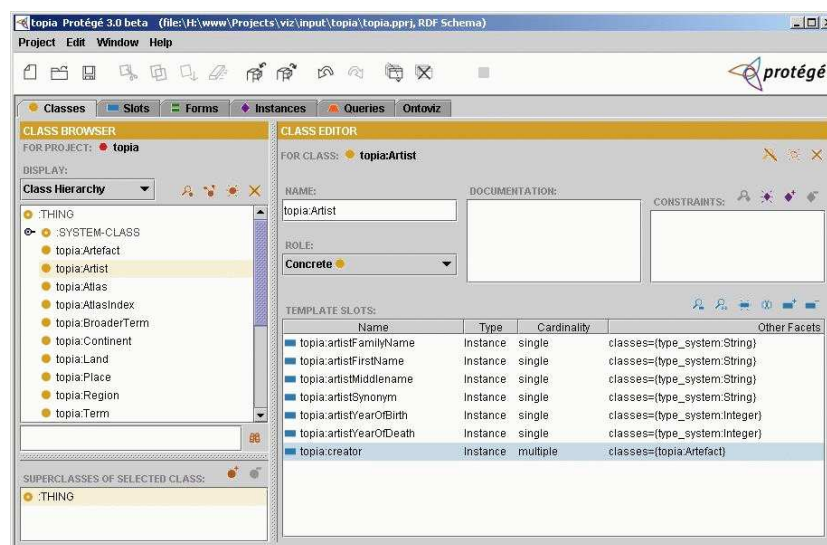 topia Protégé 3.0 beta (file:\H:\www\Projects\viz\input\topia\topia.pprj, RDF Schema)
Project Edit Window Help
protégé
Classes Slots Forms Instances Queries Ontoviz
CLASS BROWSER
FOR PROJECT: topia
DISPLAY:
Class Hierarchy
:THING
:SYSTEM-CLASS
topia:Artefact
topia:Artist
topia:Atlas
topia:AtlasIndex
topia:BroaderTerm
topia:Continent
topia:Land
topia:Place
topia:Region
topia:Term
SUPERCLASSES OF SELECTED CLASS:
:THING
CLASS EDITOR
FOR CLASS: topia:Artist
NAME: DOCUMENTATION: CONSTRAINTS:
topia:Artist
ROLE:
Concrete
TEMPLATE SLOTS:
Name Type Cardinality Other Facets
topia:artistFamilyName Instance single classes={type_system:String}
topia:artistFirstName Instance single classes={type_system:String}
topia:artistMiddlename Instance single classes={type_system:String}
topia:artistSynonym Instance single classes={type_system:String}
topia:artistYearOfBirth Instance single classes={type_system:Integer}
topia:artistYearOfDeath Instance single classes={type_system:Integer}
topia:creator Instance multiple classes={topia:Artefact}